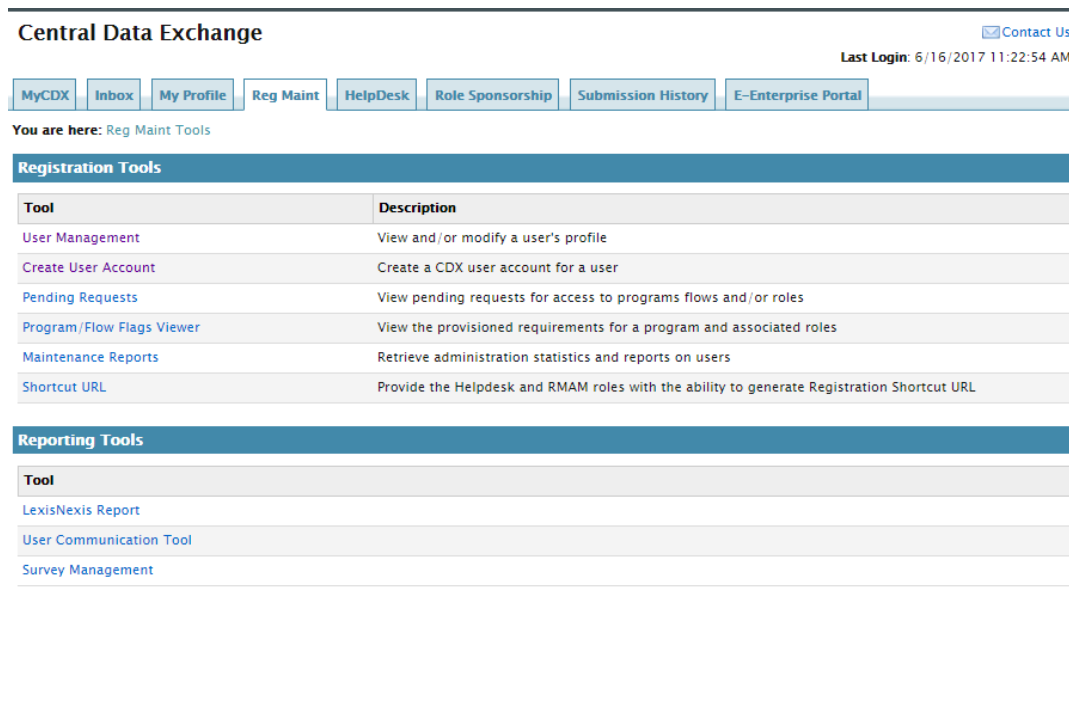 Central Data Exchange
Contact Us
Last Login: 6/16/2017 11:22:54 AM
MyCDX Inbox My Profile Reg Maint HelpDesk Role Sponsorship Submission History E-Enterprise Portal
You are here: Reg Maint Tools
Registration Tools
Tool Description
User Management View and/or modify a user's profile
Create User Account Create a CDX user account for a user
Pending Requests View pending requests for access to programs flows and/or roles
Program/Flow Flags Viewer View the provisioned requirements for a program and associated roles
Maintenance Reports Retrieve administration statistics and reports on users
Shortcut URL Provide the Helpdesk and RMAM roles with the ability to generate Registration Shortcut URL
Reporting Tools
Tool
LexisNexis Report
User Communication Tool
Survey Management